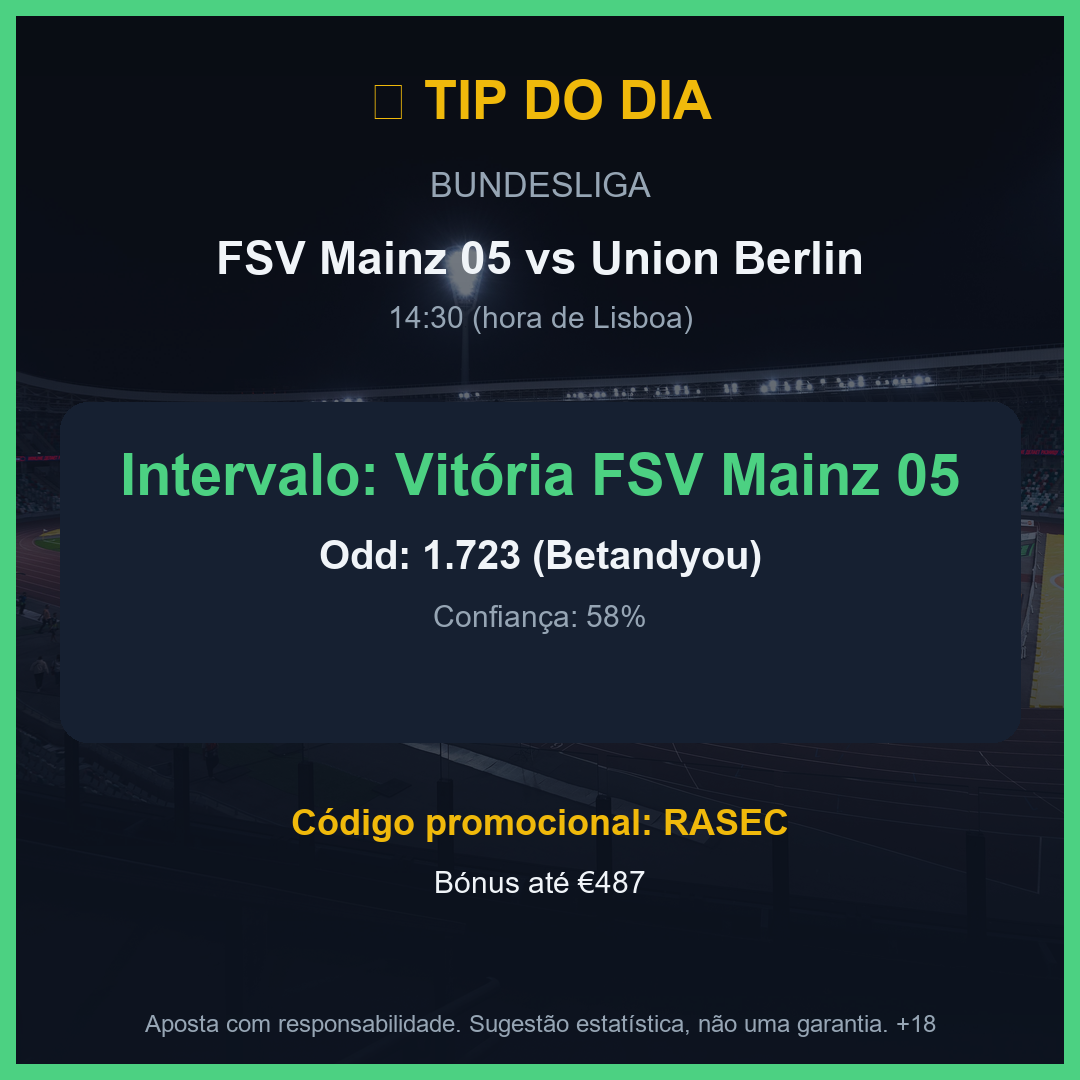 TIP DO DIA
BUNDESLIGA
FSV Mainz 05 vs Union Berlin
14:30 (hora de Lisboa)
Intervalo: Vitória FSV Mainz 05
Odd: 1.723 (Betandyou)
Confiança: 58%
Código promocional: RASEC
Bónus até €487
Aposta com responsabilidade. Sugestão estatística, não uma garantia. +18